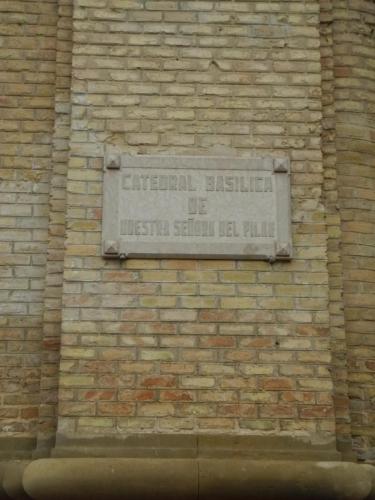 CATEDRAL BASILICA
DE
NUESTRA SEÑORA DEL PILAR